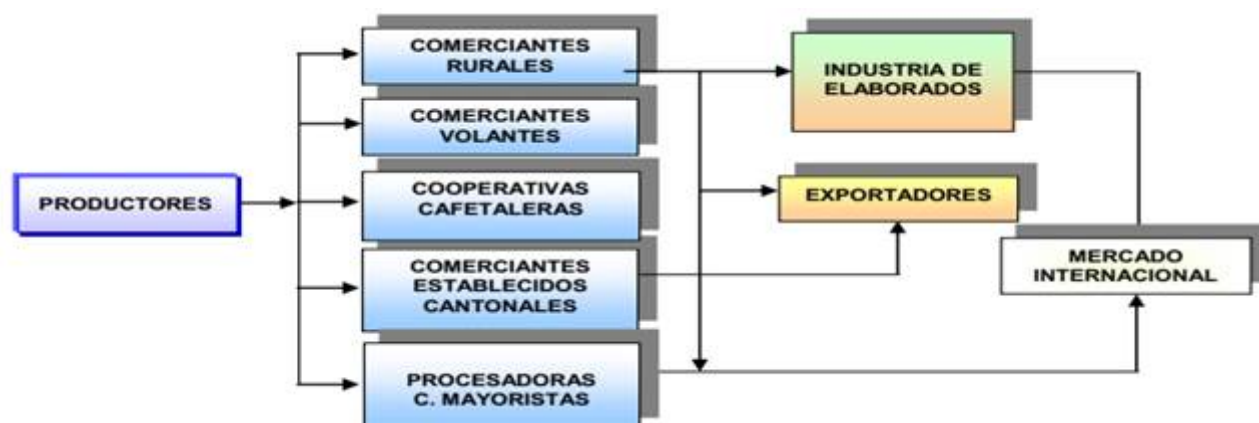 COMERCIANTES
RURALES
INDUSTRIA DE
ELABORADOS
COMERCIANTES
VOLANTES
PRODUCTORES
COOPERATIVAS
CAFETALERAS
EXPORTADORES
COMERCIANTES
ESTABLECIDOS
CANTONALES
MERCADO
INTERNACIONAL
PROCESADORAS
C. MAYORISTAS